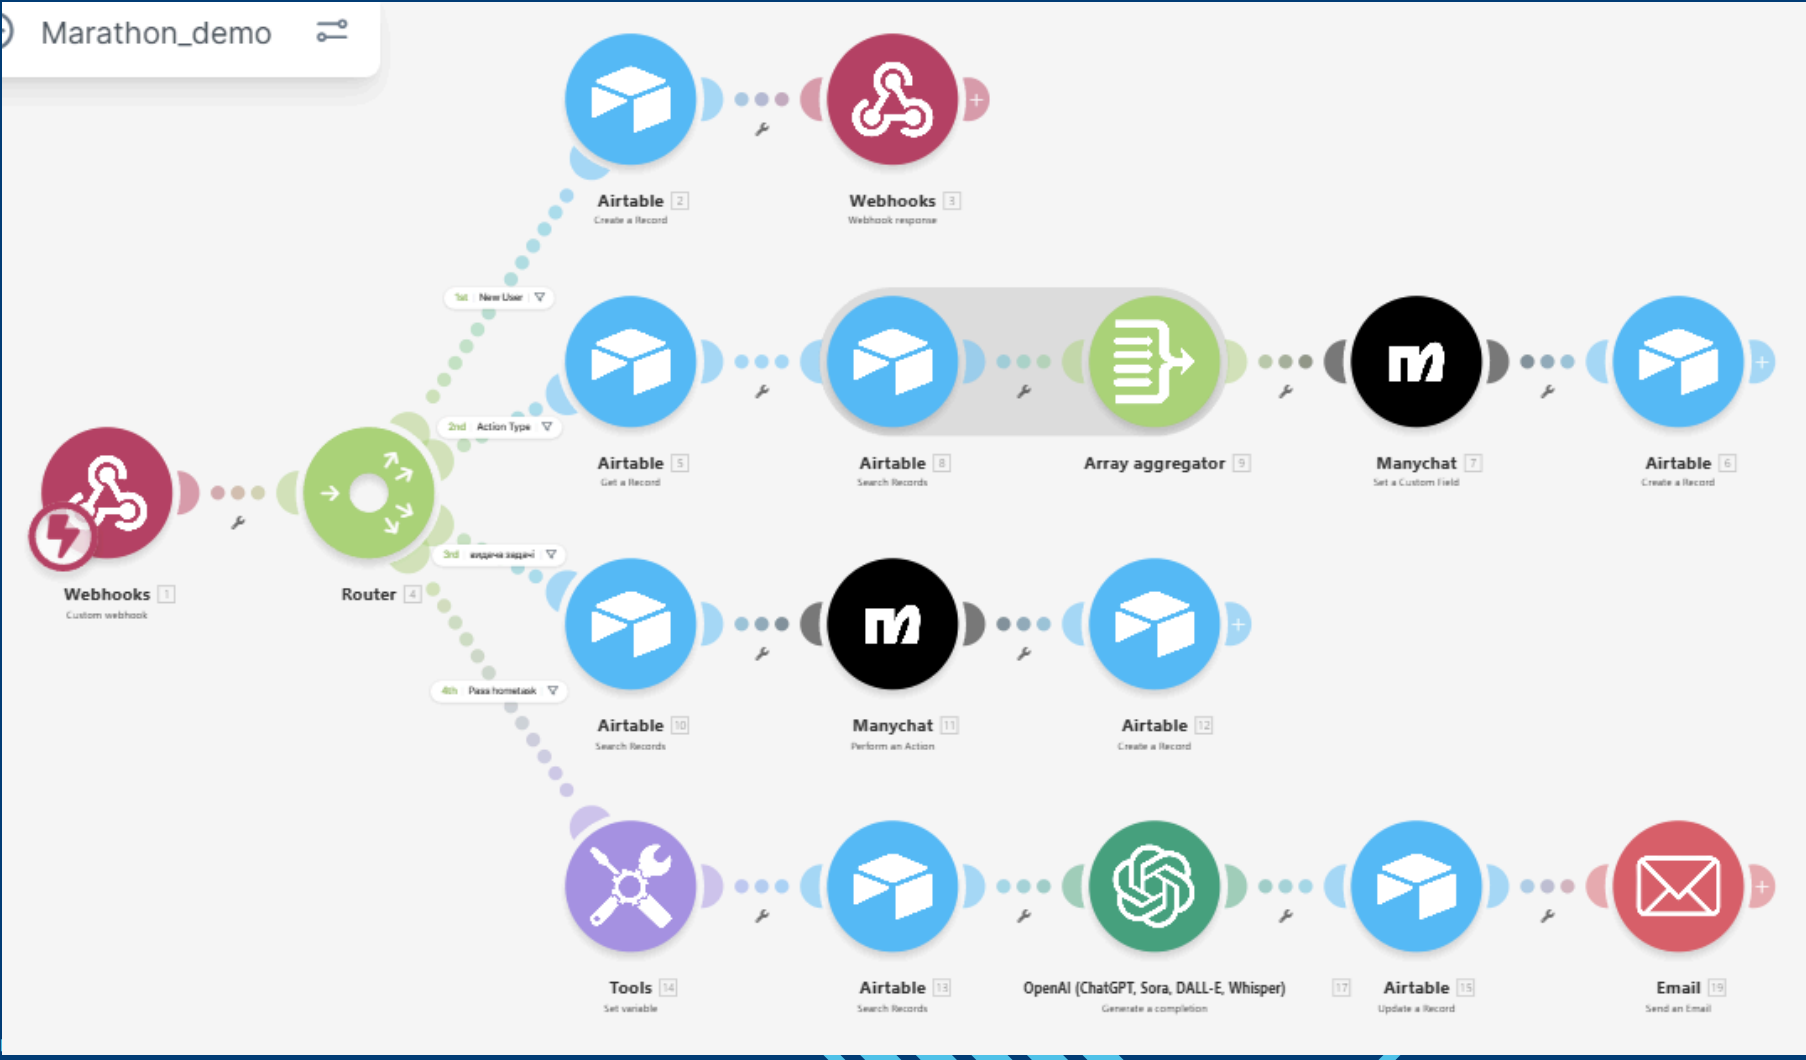 Marathon_demo
Airtable 2
Create a Record
Webhooks 3
Webhook response
1st New User
Airtable 5
Get a Record
Airtable 8
Search Records
Array aggregator 9
Manychat 7
Set a Custom Field
Airtable 6
Create a Record
2nd Action Type
Webhooks 1
Custom webhook
Router 4
3rd видача задачі
Airtable 10
Search Records
Manychat 11
Perform an Action
Airtable 12
Create a Record
4th Pass hometask
Tools 14
Set variable
Airtable 13
Search Records
OpenAI (ChatGPT, Sora, DALL-E, Whisper) 17
Generate a completion
Airtable 15
Update a Record
Email 19
Send an Email